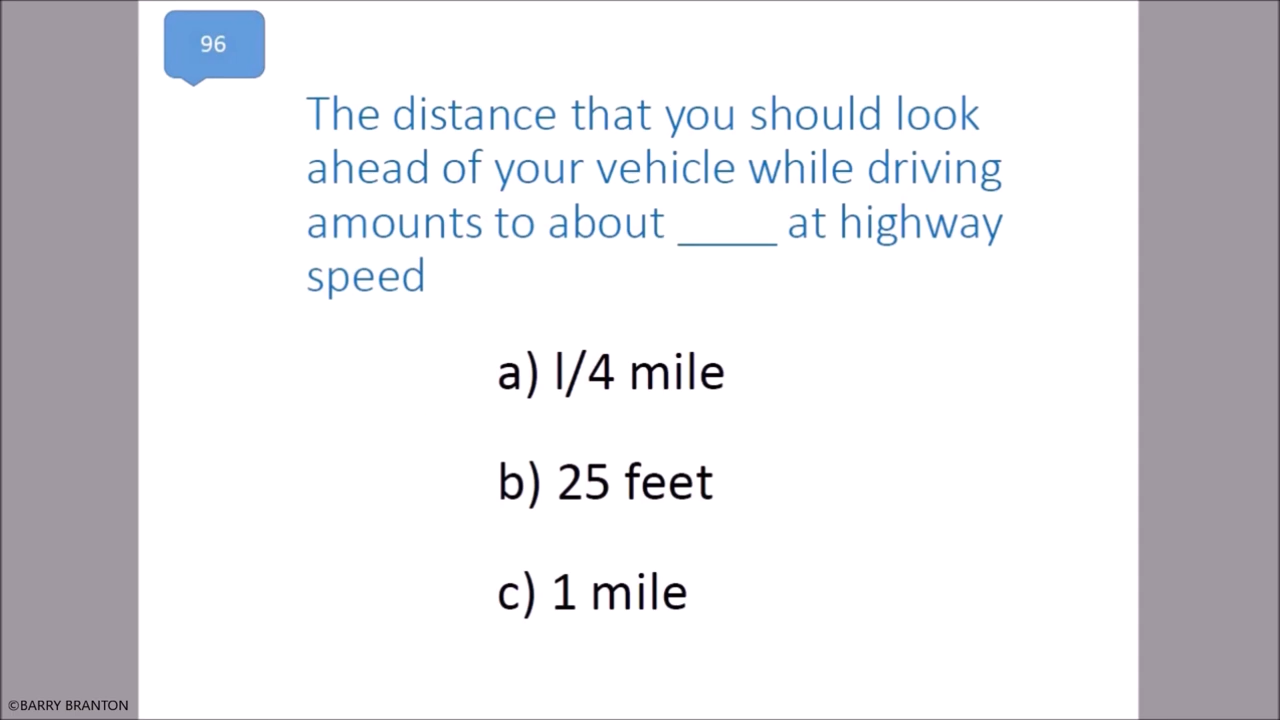 96
The distance that you should look
ahead of your vehicle while driving
amounts to about ____ at highway
speed
a) l/4 mile
b) 25 feet
c) 1 mile
©BARRY BRANTON